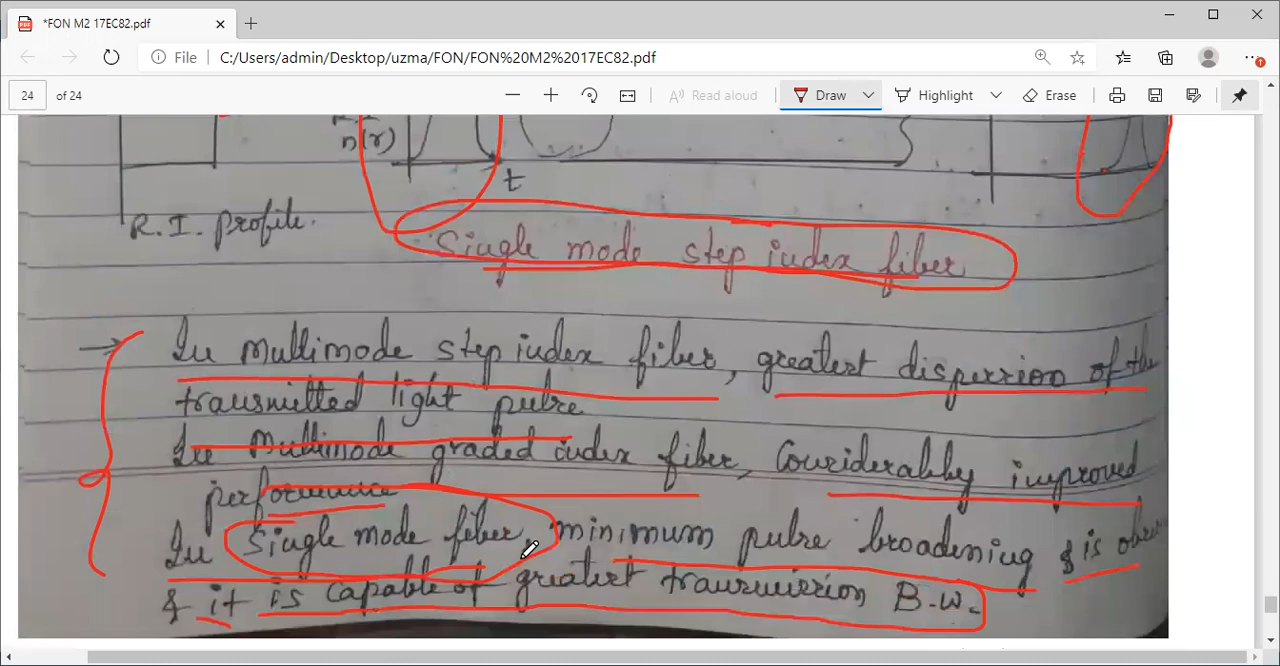 *FON M2 17EC82.pdf
File C:/Users/admin/Desktop/uzma/FON/FON%20M2%2017EC82.pdf
24 of 24 Read aloud Draw Highlight Erase
n(r)
t
R.I. profile.
Single mode step index fiber
→ In Multimode step index fiber, greatest dispersion of the
transmitted light pulse
In Multimode graded index fiber, Considerably improved
performance
In Single mode fiber, minimum pulse broadening & is
& it is capable of greatest transmission B.W.